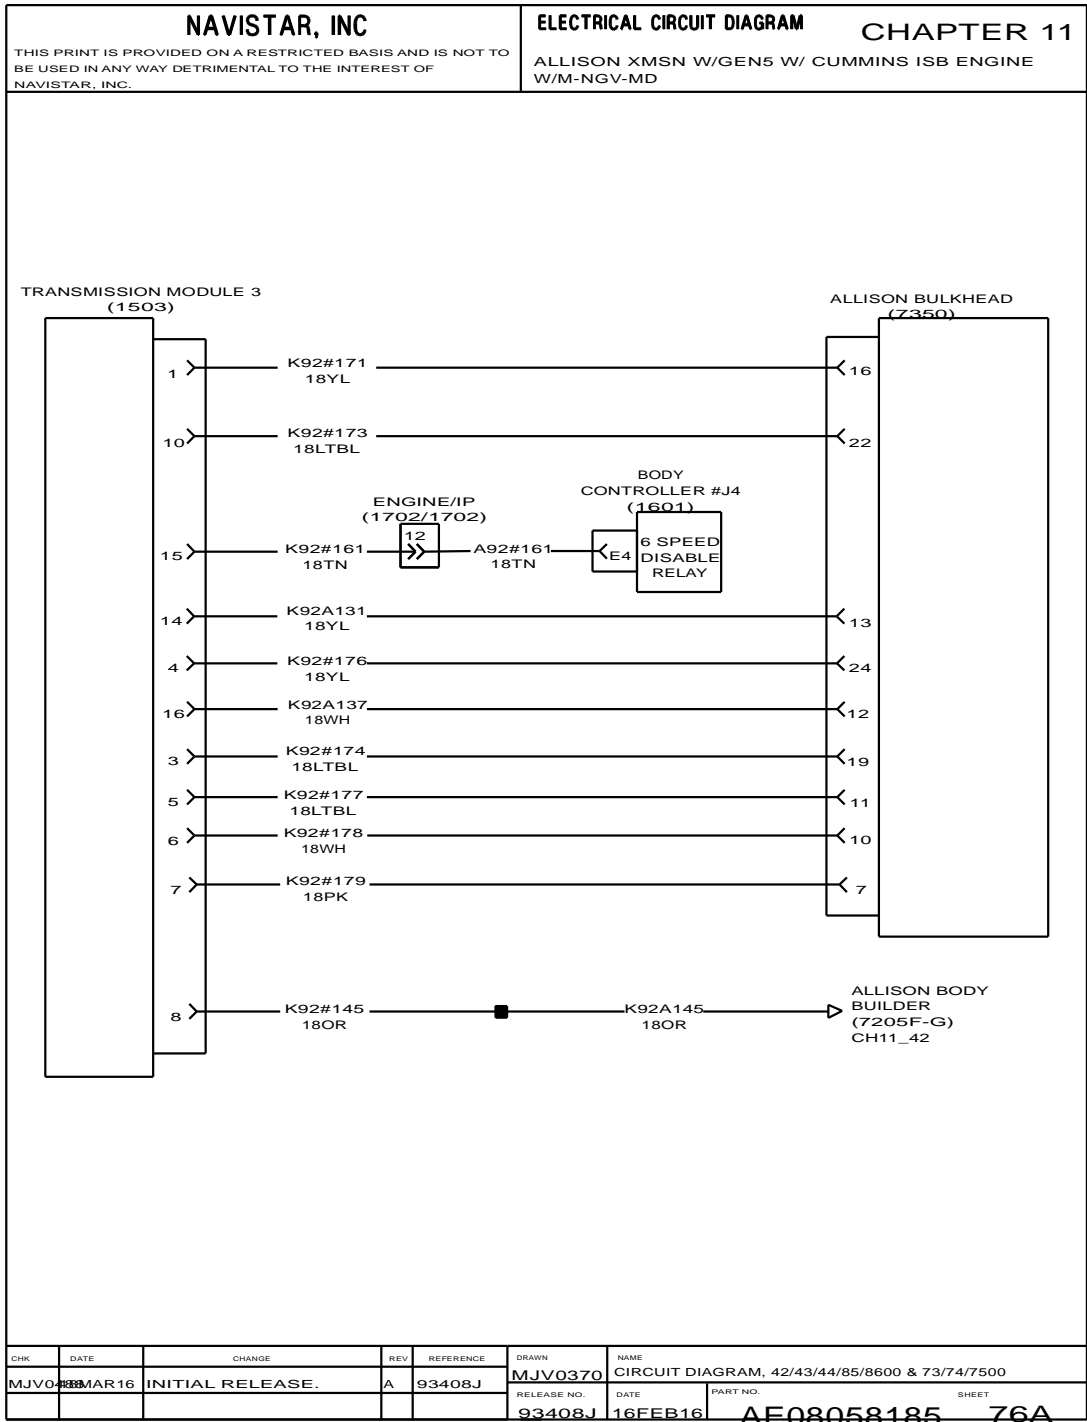 NAVISTAR, INC
THIS PRINT IS PROVIDED ON A RESTRICTED BASIS AND IS NOT TO
BE USED IN ANY WAY DETRIMENTAL TO THE INTEREST OF
NAVISTAR, INC.
ELECTRICAL CIRCUIT DIAGRAM
CHAPTER 11
ALLISON XMSN W/GEN5 W/ CUMMINS ISB ENGINE
W/M-NGV-MD
TRANSMISSION MODULE 3
(1503)
ALLISON BULKHEAD
(7350)
1
K92#171
18YL
16
10
K92#173
18LTBL
22
BODY
CONTROLLER #J4
(1601)
ENGINE/IP
(1702/1702)
15
K92#161
18TN
12
A92#161
18TN
E4
6 SPEED
DISABLE
RELAY
14
K92A131
18YL
13
4
K92#176
18YL
24
16
K92A137
18WH
12
3
K92#174
18LTBL
19
5
K92#177
18LTBL
11
6
K92#178
18WH
10
7
K92#179
18PK
7
8
K92#145
18OR
K92A145
18OR
ALLISON BODY
BUILDER
(7205F-G)
CH11_42
CHK
DATE
CHANGE
REV
REFERENCE
DRAWN
NAME
MAR16
INITIAL RELEASE.
A
93408J
MJV0370
CIRCUIT DIAGRAM, 42/43/44/85/8600 & 73/74/7500
RELEASE NO.
DATE
PART NO.
SHEET
93408J
16FEB16
AF08058185
76A